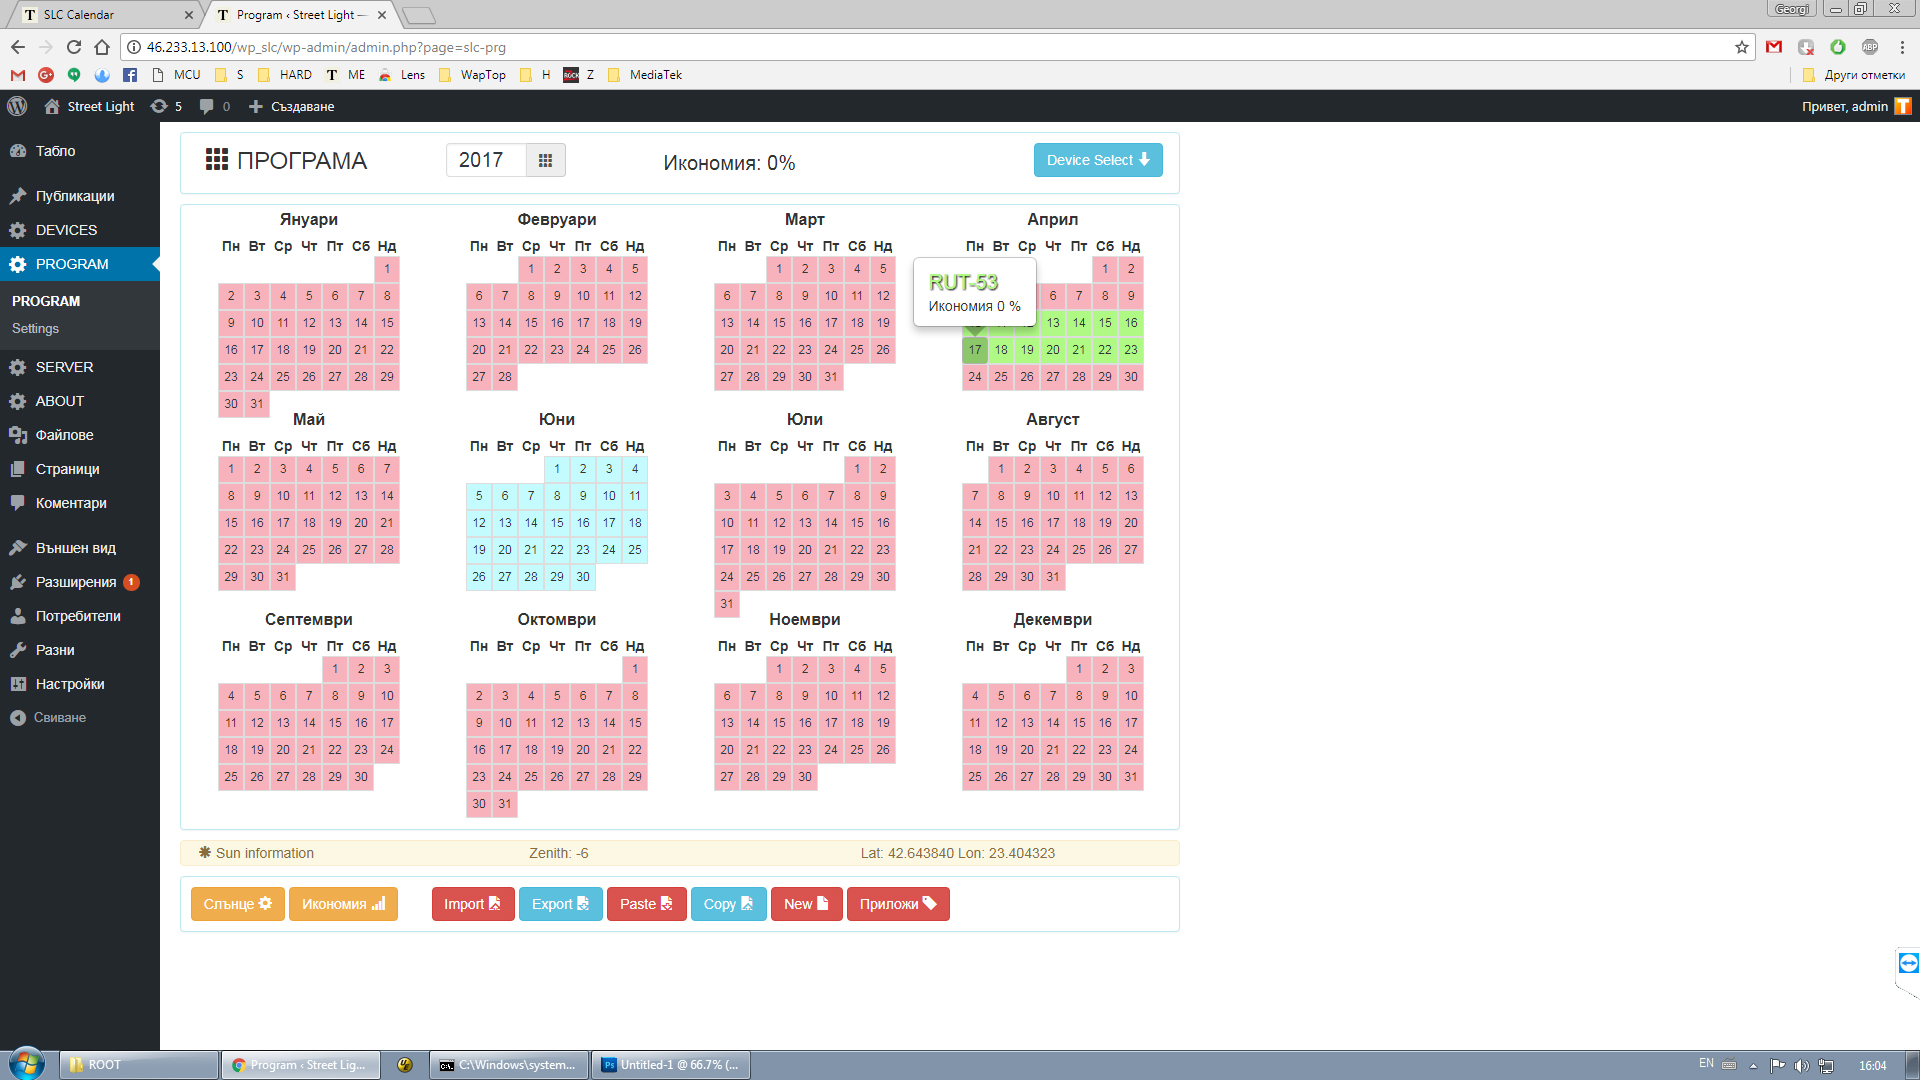 SLC Calendar
Program ‹ Street Light —
Georgi
46.233.13.100/wp_slc/wp-admin/admin.php?page=slc-prg
ABP
MCU S HARD ME Lens WapTop H Z MediaTek
Други отметки
Street Light 5 0 Създаване
Привет, admin
Табло
Публикации
DEVICES
PROGRAM
PROGRAM
Settings
SERVER
ABOUT
Файлове
Страници
Коментари
Външен вид
Разширения 1
Потребители
Разни
Настройки
Свиване
ПРОГРАМА 2017 Икономия: 0% Device Select
Януари Февруари Март Април
Пн Вт Ср Чт Пт Сб Нд Пн Вт Ср Чт Пт Сб Нд Пн Вт Ср Чт Пт Сб Нд Пн Вт Ср Чт Пт Сб Нд
1 1 2 3 4 5 1 2 3 4 5 1 2
2 3 4 5 6 7 8 6 7 8 9 10 11 12 6 7 8 9 10 11 12 6 7 8 9
9 10 11 12 13 14 15 13 14 15 16 17 18 19 13 14 15 16 17 18 19 13 14 15 16
16 17 18 19 20 21 22 20 21 22 23 24 25 26 20 21 22 23 24 25 26 17 18 19 20 21 22 23
23 24 25 26 27 28 29 27 28 27 28 29 30 31 24 25 26 27 28 29 30
30 31
RUT-53
Икономия 0 %
Май Юни Юли Август
Пн Вт Ср Чт Пт Сб Нд Пн Вт Ср Чт Пт Сб Нд Пн Вт Ср Чт Пт Сб Нд Пн Вт Ср Чт Пт Сб Нд
1 2 3 4 5 6 7 1 2 3 4 1 2 1 2 3 4 5 6
8 9 10 11 12 13 14 5 6 7 8 9 10 11 3 4 5 6 7 8 9 7 8 9 10 11 12 13
15 16 17 18 19 20 21 12 13 14 15 16 17 18 10 11 12 13 14 15 16 14 15 16 17 18 19 20
22 23 24 25 26 27 28 19 20 21 22 23 24 25 17 18 19 20 21 22 23 21 22 23 24 25 26 27
29 30 31 26 27 28 29 30 24 25 26 27 28 29 30 28 29 30 31
31
Септември Октомври Ноември Декември
Пн Вт Ср Чт Пт Сб Нд Пн Вт Ср Чт Пт Сб Нд Пн Вт Ср Чт Пт Сб Нд Пн Вт Ср Чт Пт Сб Нд
1 2 3 1 1 2 3 4 5 1 2 3
4 5 6 7 8 9 10 2 3 4 5 6 7 8 6 7 8 9 10 11 12 4 5 6 7 8 9 10
11 12 13 14 15 16 17 9 10 11 12 13 14 15 13 14 15 16 17 18 19 11 12 13 14 15 16 17
18 19 20 21 22 23 24 16 17 18 19 20 21 22 20 21 22 23 24 25 26 18 19 20 21 22 23 24
25 26 27 28 29 30 23 24 25 26 27 28 29 27 28 29 30 25 26 27 28 29 30 31
30 31
Sun information Zenith: -6 Lat: 42.643840 Lon: 23.404323
Слънце Икономия Import Export Paste Copy New Приложи
ROOT
Program ‹ Street Lig...
C:\Windows\system...
Untitled-1 @ 66.7% (...
EN
16:04